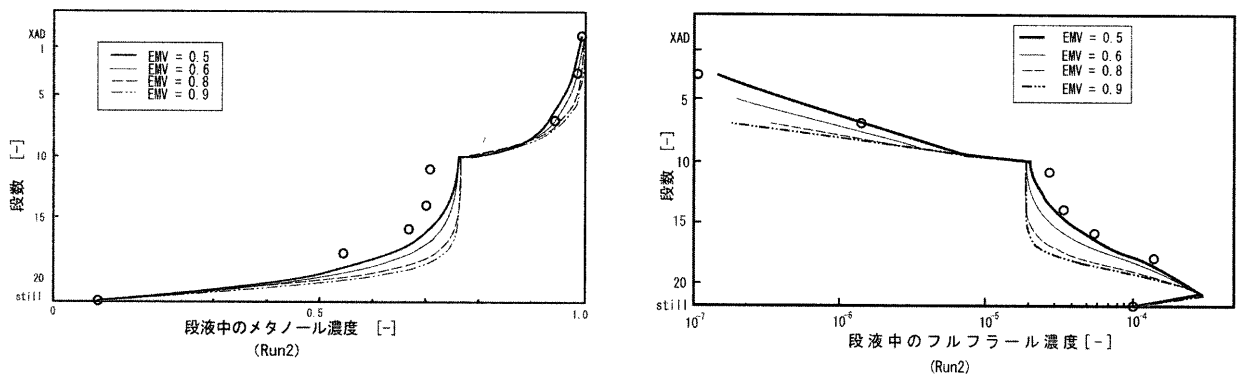 XAD
1
5
10
15
20
still
段数 [-]
EMV = 0.5
EMV = 0.6
EMV = 0.8
EMV = 0.9
0
0.5
1.0
段液中のメタノール濃度 [-]
(Run2)
XAD
5
10
15
20
still
段数 [-]
EMV = 0.5
EMV = 0.6
EMV = 0.8
EMV = 0.9
10-7
10-6
10-5
10-4
段液中のフルフラール濃度[-]
(Run2)